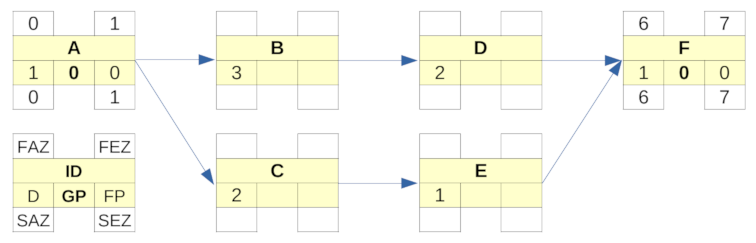 0 1
A
1 0 0
0 1
B
3
D
2
6 7
F
1 0 0
6 7
FAZ FEZ
ID
D GP FP
SAZ SEZ
C
2
E
1